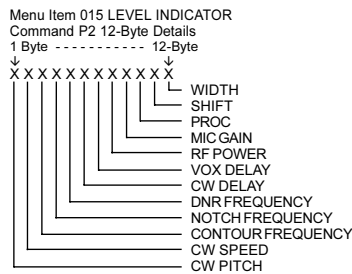 Menu Item 015 LEVEL INDICATOR
Command P2 12-Byte Details
1 Byte - - - - - - - - - - - 12-Byte
X X X X X X X X X X X X
WIDTH
SHIFT
PROC
MIC GAIN
RF POWER
VOX DELAY
CW DELAY
DNR FREQUENCY
NOTCH FREQUENCY
CONTOUR FREQUENCY
CW SPEED
CW PITCH